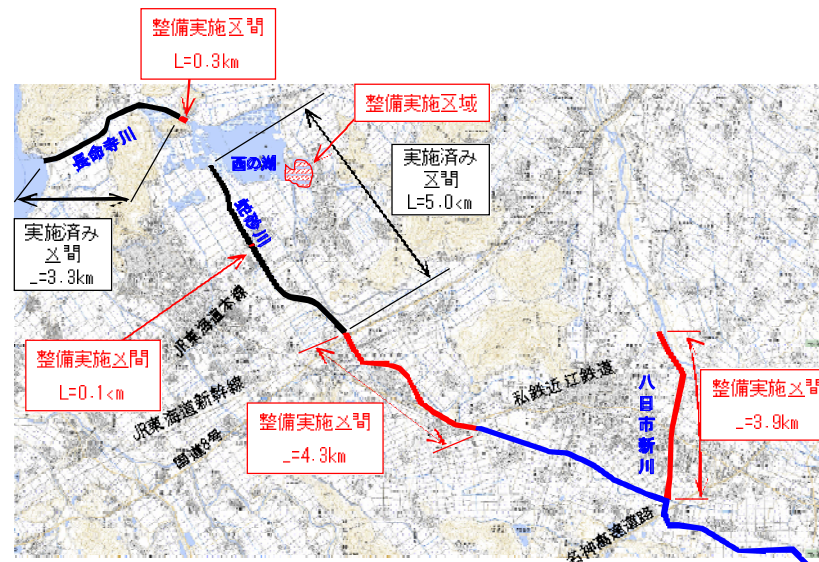 整備実施区間
L=0.3km
整備実施区域
長命寺川
西の湖
実施済み
区間
L=5.0km
蛇砂川
実施済み
区間
_=3.3km
JR東海道本線
整備実施区間
L=0.1km
JR東海道新幹線
国道8号
整備実施区間
_=4.3km
私鉄近江鉄道
八日市新川
整備実施区間
_=3.9km
名神高速道路